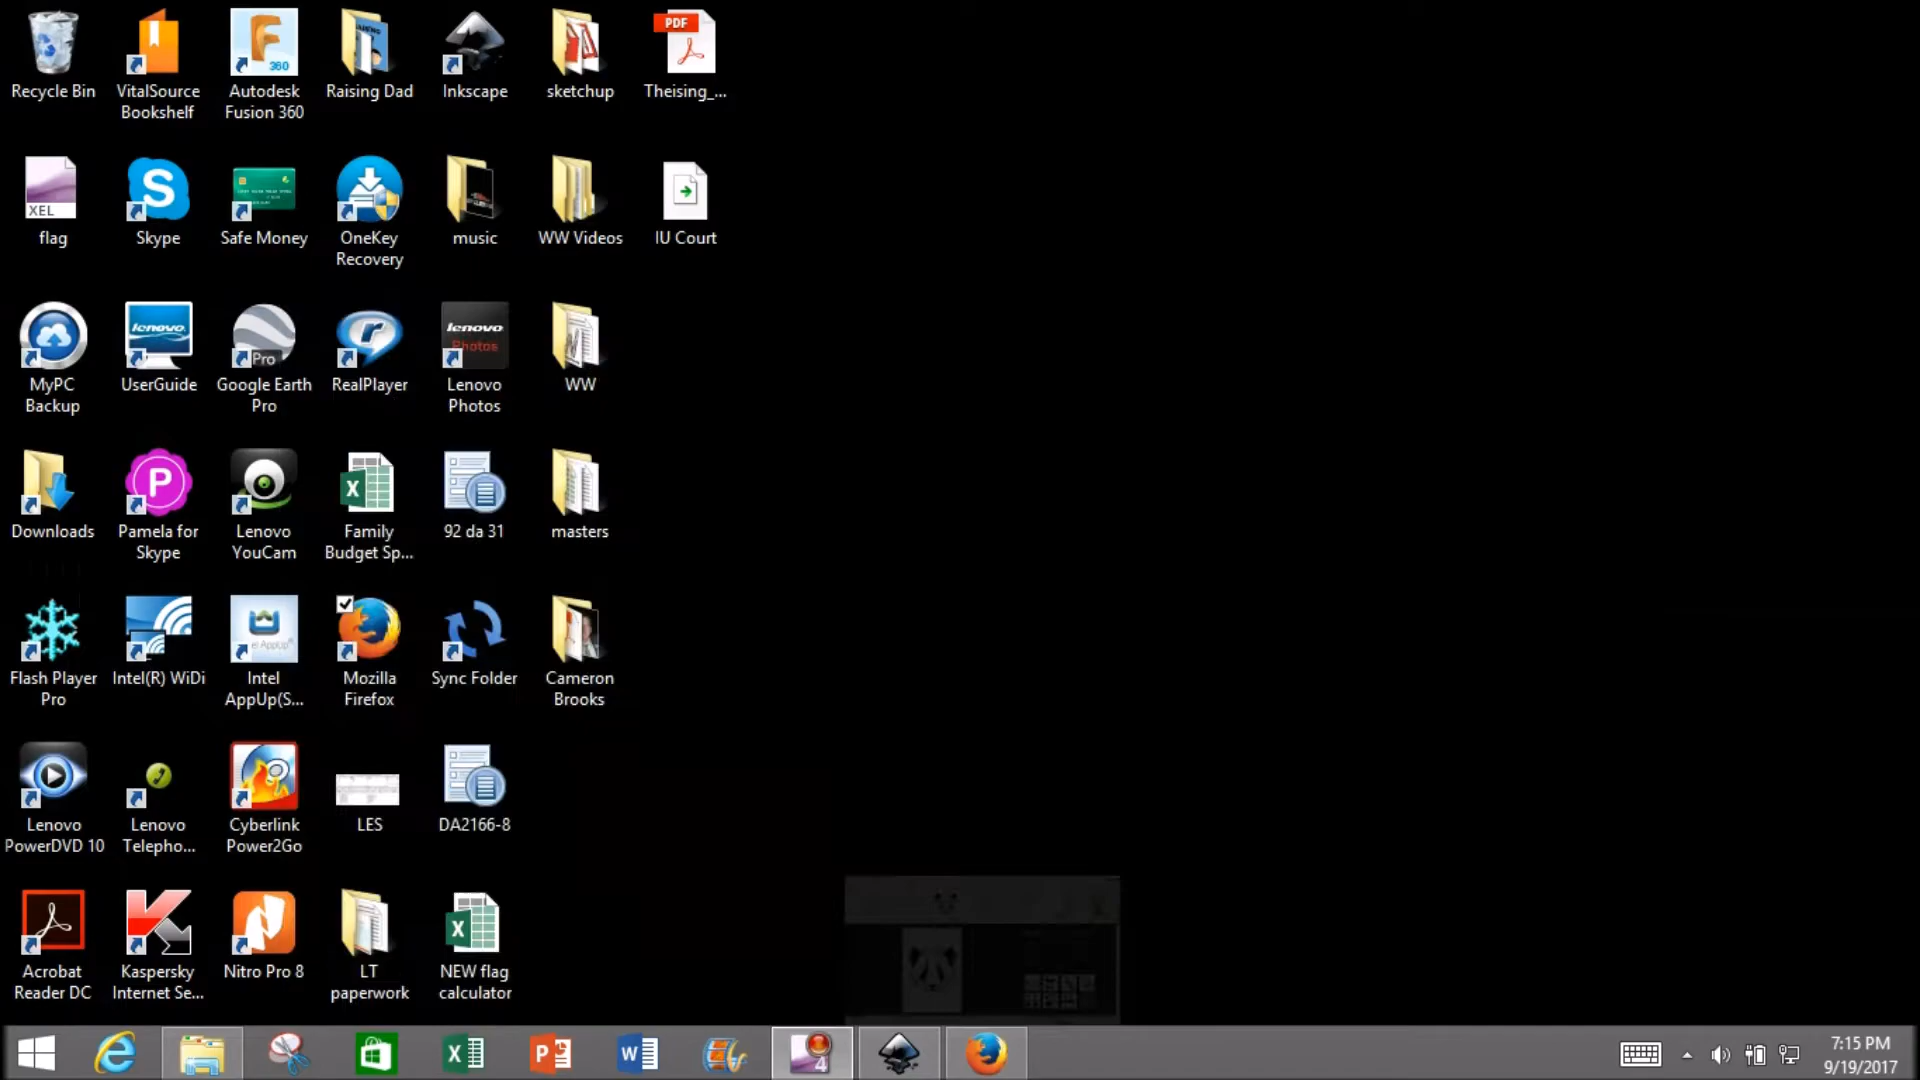 PDF
360
Recycle Bin
VitalSource
Bookshelf
Autodesk
Fusion 360
Raising Dad
Inkscape
sketchup
Theising_...
XEL
flag
Skype
Safe Money
OneKey
Recovery
music
WW Videos
IU Court
lenovo
Pro
lenovo
Photos
MyPC
Backup
UserGuide
Google Earth
Pro
RealPlayer
Lenovo
Photos
WW
Downloads
Pamela for
Skype
Lenovo
YouCam
Family
Budget Sp...
92 da 31
masters
Flash Player
Pro
Intel(R) WiDi
Intel
AppUp(S...
Mozilla
Firefox
Sync Folder
Cameron
Brooks
Lenovo
PowerDVD 10
Lenovo
Telepho...
Cyberlink
Power2Go
LES
DA2166-8
Acrobat
Reader DC
Kaspersky
Internet Se...
Nitro Pro 8
LT
paperwork
NEW flag
calculator
4
7:15 PM
9/19/2017